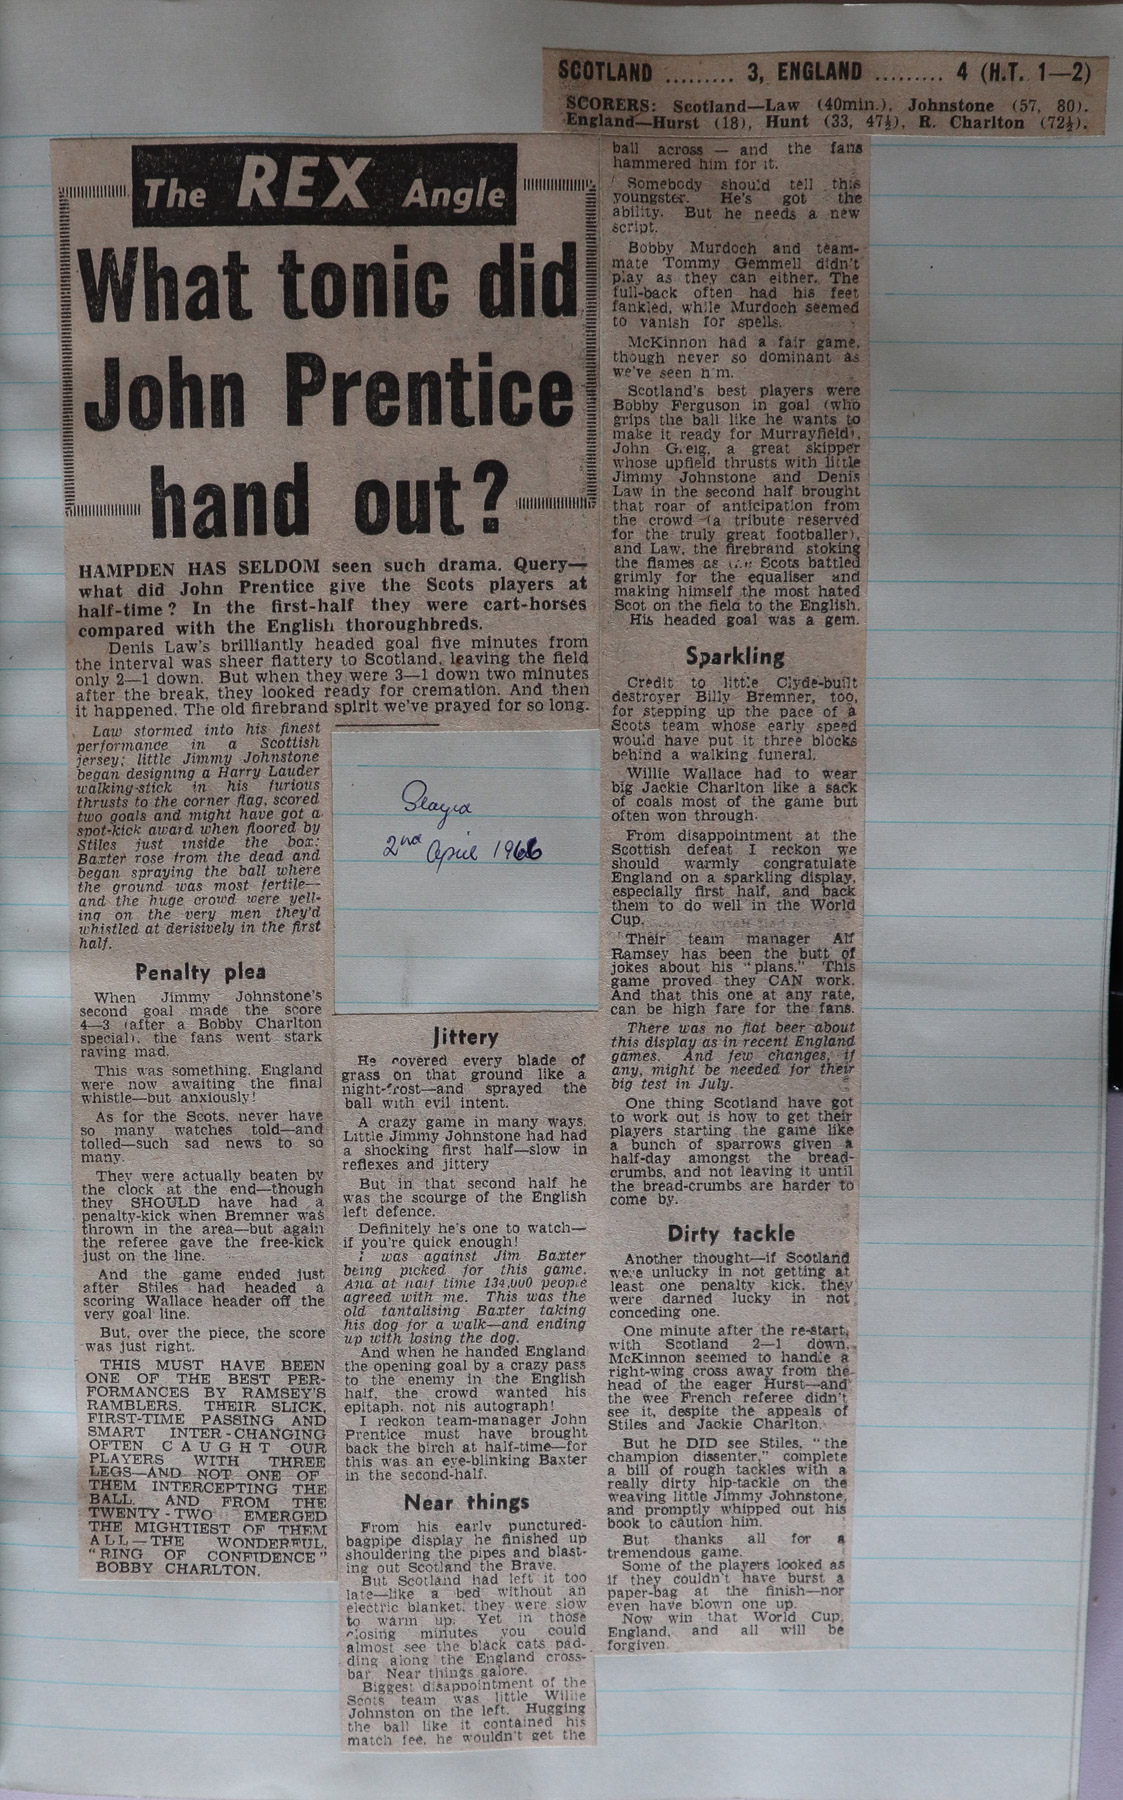 SCOTLAND ......... 3, ENGLAND ......... 4 (H.T. 1—2)
SCORERS: Scotland—Law (40min.), Johnstone (57, 80).
England—Hurst (18), Hunt (33, 47½), R. Charlton (72½).
The REX Angle
What tonic did
John Prentice
hand out?
HAMPDEN HAS SELDOM seen such drama. Query—
what did John Prentice give the Scots players at
half-time? In the first-half they were cart-horses
compared with the English thoroughbreds.
Denis Law's brilliantly headed goal five minutes from
the interval was sheer flattery to Scotland, leaving the field
only 2—1 down. But when they were 3—1 down two minutes
after the break, they looked ready for cremation. And then
it happened. The old firebrand spirit we've prayed for so long.
Law stormed into his finest
performance in a Scottish
jersey; little Jimmy Johnstone
began designing a Harry Lauder
walking-stick in his furious
thrusts to the corner flag, scored
two goals and might have got a
spot-kick award when floored by
Stiles just inside the box;
Baxter rose from the dead and
began spraying the ball where
the ground was most fertile—
and the huge crowd were yell-
ing on the very men they'd
whistled at derisively in the first
half.
Penalty plea
When Jimmy Johnstone's
second goal made the score
4—3 (after a Bobby Charlton
special), the fans went stark
raving mad.
This was something. England
were now awaiting the final
whistle—but anxiously!
As for the Scots, never have
so many watches told—and
tolled—such sad news to so
many.
They were actually beaten by
the clock at the end—though
they SHOULD have had a
penalty-kick when Bremner was
thrown in the area—but again
the referee gave the free-kick
just on the line.
And the game ended just
after Stiles had headed a
scoring Wallace header off the
very goal line.
But, over the piece, the score
was just right.
THIS MUST HAVE BEEN
ONE OF THE BEST PER-
FORMANCES BY RAMSEY'S
RAMBLERS. THEIR SLICK,
FIRST-TIME PASSING AND
SMART INTER-CHANGING
OFTEN CAUGHT OUR
PLAYERS WITH THREE
LEGS—AND NOT ONE OF
THEM INTERCEPTING THE
BALL. AND FROM THE
TWENTY-TWO EMERGED
THE MIGHTIEST OF THEM
ALL—THE WONDERFUL,
"RING OF CONFIDENCE"
BOBBY CHARLTON.
2nd April 1966
Jittery
He covered every blade of
grass on that ground like a
night-frost—and sprayed the
ball with evil intent.
A crazy game in many ways.
Little Jimmy Johnstone had had
a shocking first half—slow in
reflexes and jittery
But in that second half he
was the scourge of the English
left defence.
Definitely he's one to watch—
if you're quick enough!
I was against Jim Baxter
being picked for this game.
And at half time 134,000 people
agreed with me. This was the
old tantalising Baxter taking
his dog for a walk—and ending
up with losing the dog.
And when he handed England
the opening goal by a crazy pass
to the enemy in the English
half, the crowd wanted his
epitaph, not his autograph!
I reckon team-manager John
Prentice must have brought
back the birch at half-time—for
this was an eye-blinking Baxter
in the second-half.
Near things
From his early punctured-
bagpipe display he finished up
shouldering the pipes and blast-
ing out Scotland the Brave.
But Scotland had left it too
late—like a bed without an
electric blanket; they were slow
to warm up. Yet in those
closing minutes you could
almost see the black cats pad-
ding along the England cross-
bar. Near things galore.
Biggest disappointment of the
Scots team was little Willie
Johnston on the left. Hugging
the ball like it contained his
match fee, he wouldn't get the
ball across — and the fans
hammered him for it.
Somebody should tell this
youngster. He's got the
ability. But he needs a new
script.
Bobby Murdoch and team-
mate Tommy Gemmell didn't
play as they can either. The
full-back often had his feet
fankled, while Murdoch seemed
to vanish for spells.
McKinnon had a fair game,
though never so dominant as
we've seen him.
Scotland's best players were
Bobby Ferguson in goal (who
grips the ball like he wants to
make it ready for Murrayfield),
John Greig, a great skipper
whose upfield thrusts with little
Jimmy Johnstone and Denis
Law in the second half brought
that roar of anticipation from
the crowd (a tribute reserved
for the truly great footballer),
and Law, the firebrand stoking
the flames as the Scots battled
grimly for the equaliser and
making himself the most hated
Scot on the field to the English.
His headed goal was a gem.
Sparkling
Credit to little Clyde-built
destroyer Billy Bremner, too,
for stepping up the pace of a
Scots team whose early speed
would have put it three blocks
behind a walking funeral.
Willie Wallace had to wear
big Jackie Charlton like a sack
of coals most of the game but
often won through.
From disappointment at the
Scottish defeat I reckon we
should warmly congratulate
England on a sparkling display,
especially first half, and back
them to do well in the World
Cup.
Their team manager Alf
Ramsey has been the butt of
jokes about his "plans." This
game proved they CAN work.
And that this one at any rate,
can be high fare for the fans.
There was no flat beer about
this display as in recent England
games. And few changes, if
any, might be needed for their
big test in July.
One thing Scotland have got
to work out is how to get their
players starting the game like
a bunch of sparrows given a
half-day amongst the bread-
crumbs, and not leaving it until
the bread-crumbs are harder to
come by.
Dirty tackle
Another thought—if Scotland
were unlucky in not getting at
least one penalty kick, they
were darned lucky in not
conceding one.
One minute after the re-start,
with Scotland 2—1 down,
McKinnon seemed to handle a
right-wing cross away from the
head of the eager Hurst—and
the wee French referee didn't
see it, despite the appeals of
Stiles and Jackie Charlton.
But he DID see Stiles, "the
champion dissenter," complete
a bill of rough tackles with a
really dirty hip-tackle on the
weaving little Jimmy Johnstone,
and promptly whipped out his
book to caution him.
But thanks all for a
tremendous game.
Some of the players looked as
if they couldn't have burst a
paper-bag at the finish—nor
even have blown one up.
Now win that World Cup,
England, and all will be
forgiven.